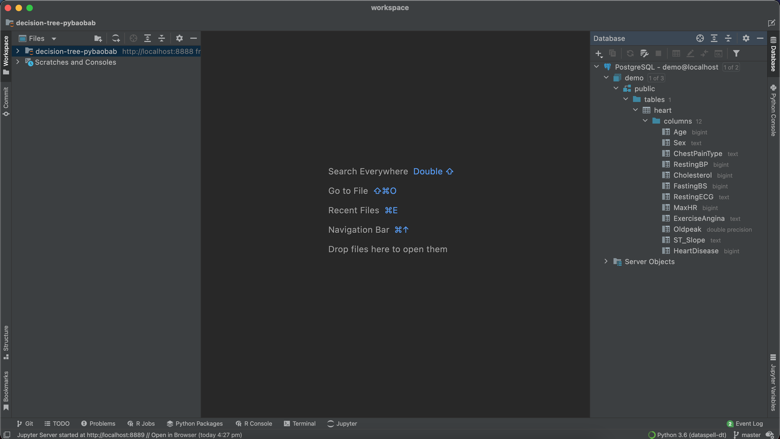 workspace
decision-tree-pybaobab
Workspace
Commit
Structure
Bookmarks
Files
decision-tree-pybaobab http://localhost:8888 fr
Scratches and Consoles
Search Everywhere Double ⇧
Go to File ⇧⌘O
Recent Files ⌘E
Navigation Bar ⌘↑
Drop files here to open them
Database
PostgreSQL – demo@localhost 1 of 2
demo 1 of 3
public
tables 1
heart
columns 12
Age bigint
Sex text
ChestPainType text
RestingBP bigint
Cholesterol bigint
FastingBS bigint
RestingECG text
MaxHR bigint
ExerciseAngina text
Oldpeak double precision
ST_Slope text
HeartDisease bigint
Server Objects
Database
Python Console
Jupyter Variables
Git TODO Problems R Jobs Python Packages R Console Terminal Jupyter 2 Event Log
Jupyter Server started at http://localhost:8889 // Open in Browser (today 4:27 pm) Python 3.6 (dataspell-dt) master